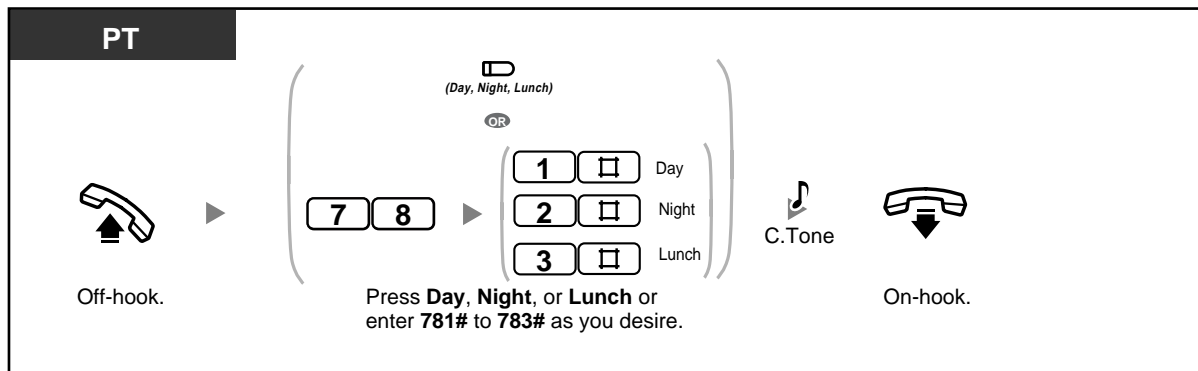 PT
(Day, Night, Lunch)
OR
1 # Day
7 8 2 # Night
3 # Lunch
C.Tone
Off-hook.
Press Day, Night, or Lunch or
enter 781# to 783# as you desire.
On-hook.